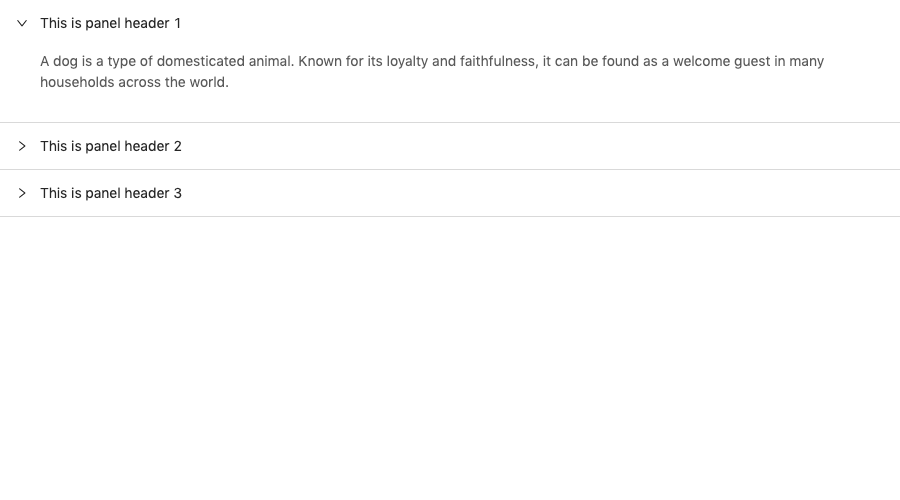 This is panel header 1
A dog is a type of domesticated animal. Known for its loyalty and faithfulness, it can be found as a welcome guest in many
households across the world.
This is panel header 2
This is panel header 3